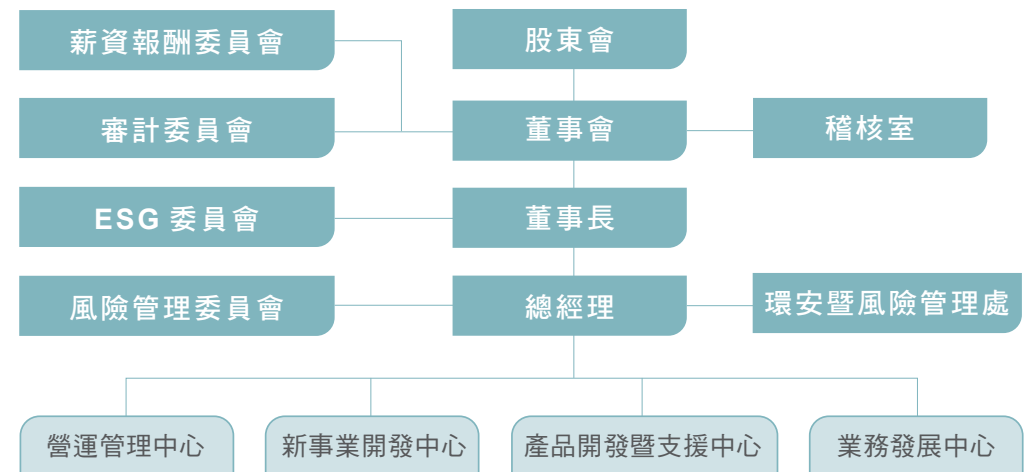 薪資報酬委員會
股東會
審計委員會
董事會
稽核室
ESG 委員會
董事長
風險管理委員會
總經理
環安暨風險管理處
營運管理中心
新事業開發中心
產品開發暨支援中心
業務發展中心